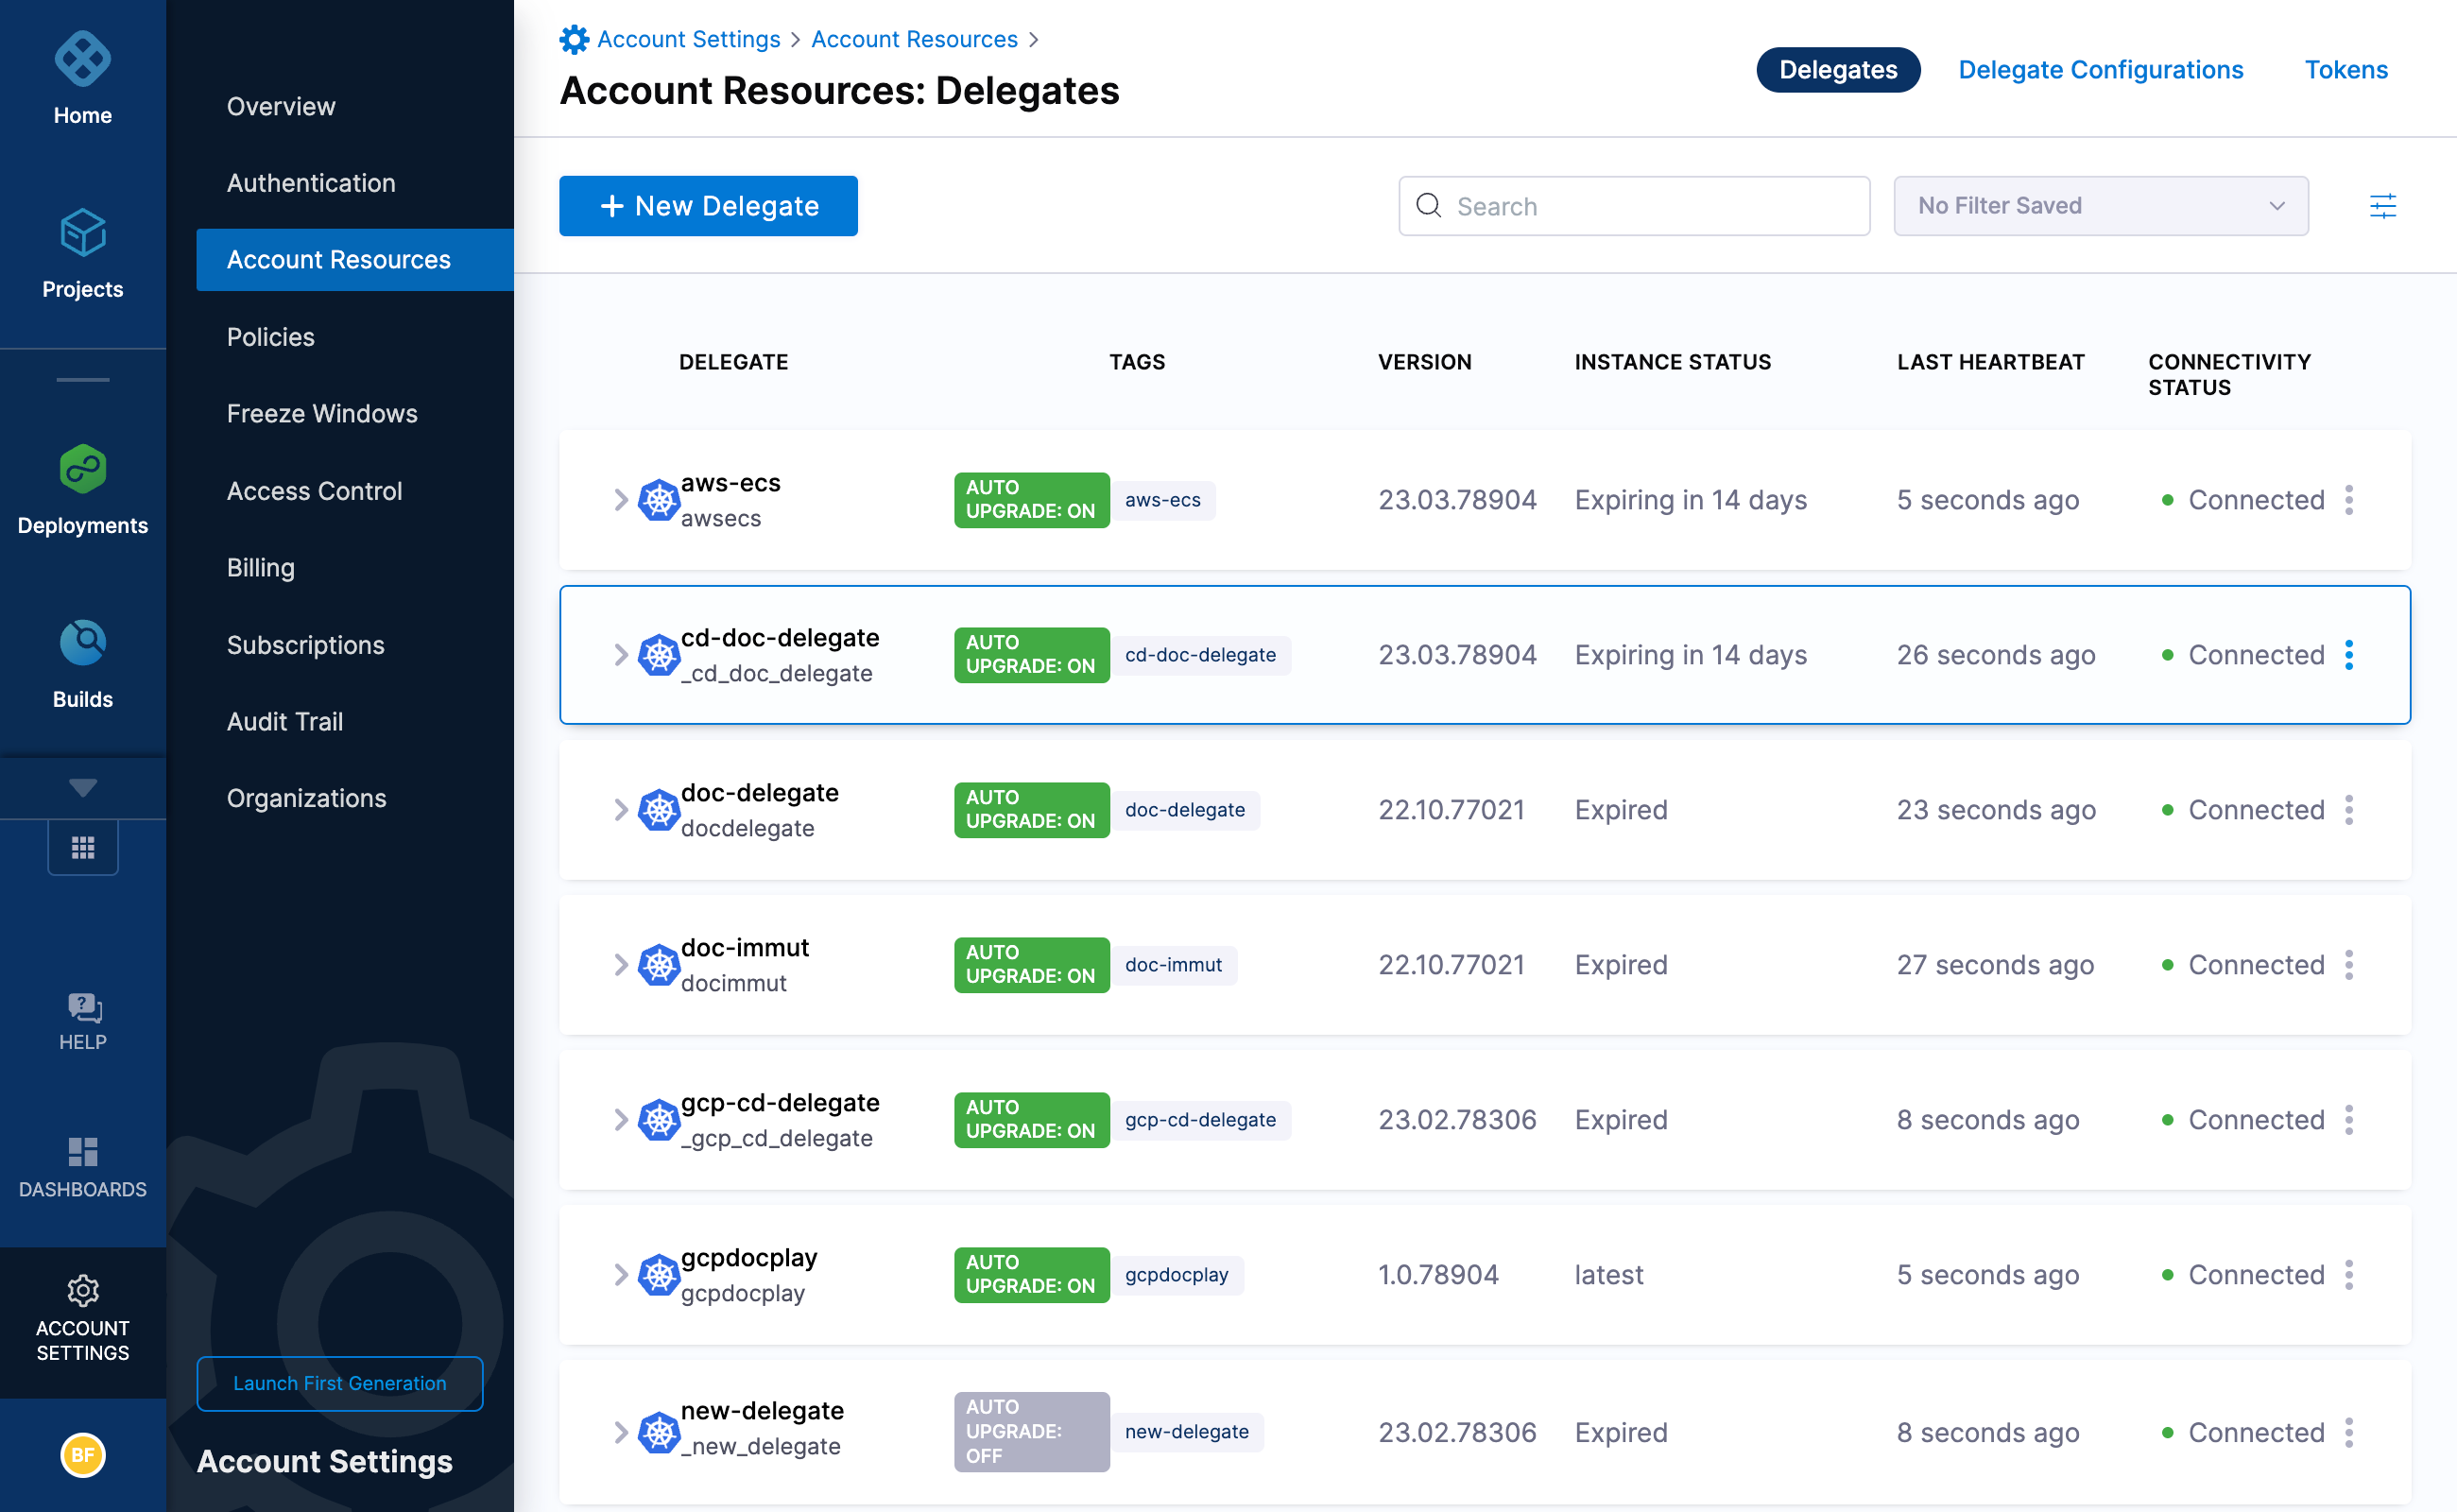 Home
Projects
Deployments
Builds
HELP
DASHBOARDS
ACCOUNT
SETTINGS
BF
Overview
Authentication
Account Resources
Policies
Freeze Windows
Access Control
Billing
Subscriptions
Audit Trail
Organizations
Launch First Generation
Account Settings
Account Settings > Account Resources >
Account Resources: Delegates
Delegates
Delegate Configurations
Tokens
+ New Delegate
Search
No Filter Saved
DELEGATE
TAGS
VERSION
INSTANCE STATUS
LAST HEARTBEAT
CONNECTIVITY
STATUS
aws-ecs
awsecs
AUTO
UPGRADE: ON
aws-ecs
23.03.78904
Expiring in 14 days
5 seconds ago
Connected
cd-doc-delegate
_cd_doc_delegate
AUTO
UPGRADE: ON
cd-doc-delegate
23.03.78904
Expiring in 14 days
26 seconds ago
Connected
doc-delegate
docdelegate
AUTO
UPGRADE: ON
doc-delegate
22.10.77021
Expired
23 seconds ago
Connected
doc-immut
docimmut
AUTO
UPGRADE: ON
doc-immut
22.10.77021
Expired
27 seconds ago
Connected
gcp-cd-delegate
_gcp_cd_delegate
AUTO
UPGRADE: ON
gcp-cd-delegate
23.02.78306
Expired
8 seconds ago
Connected
gcpdocplay
gcpdocplay
AUTO
UPGRADE: ON
gcpdocplay
1.0.78904
latest
5 seconds ago
Connected
new-delegate
_new_delegate
AUTO
UPGRADE:
OFF
new-delegate
23.02.78306
Expired
8 seconds ago
Connected